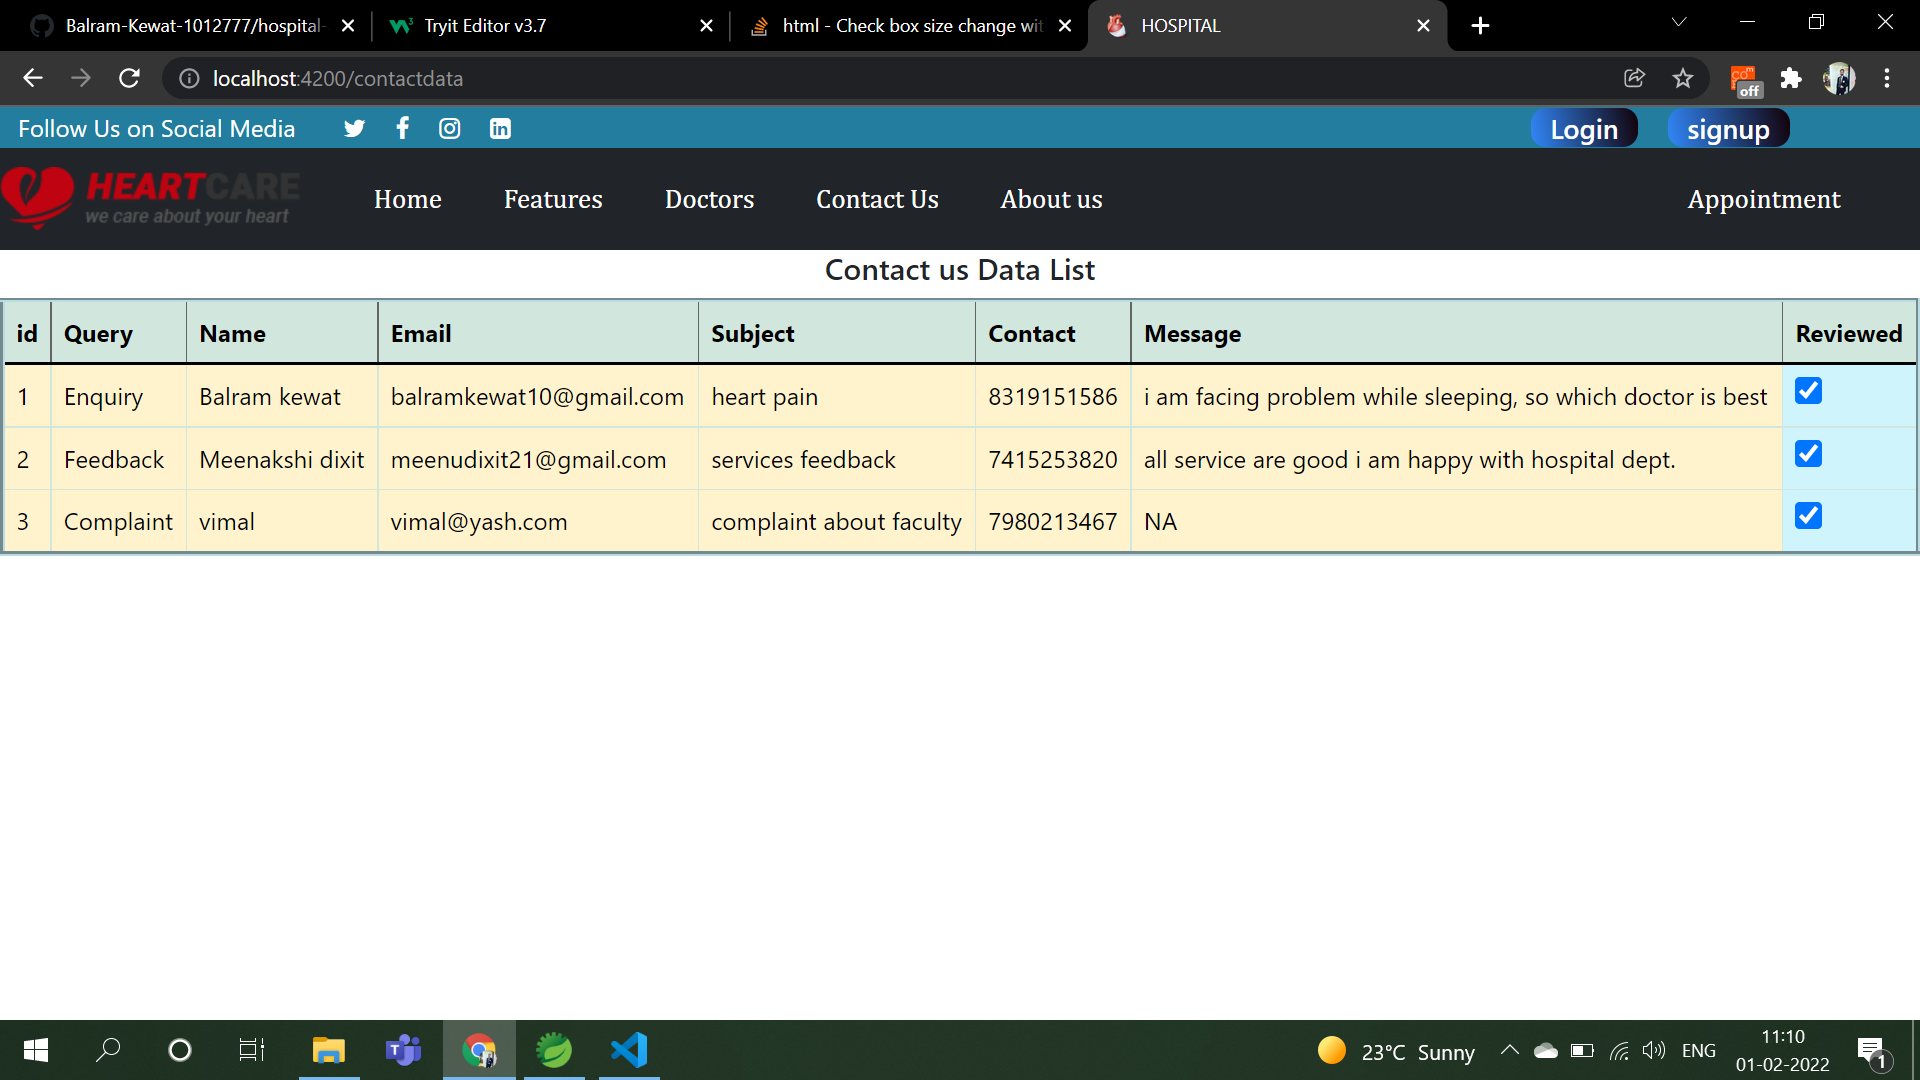 Balram-Kewat-1012777/hospital-
Tryit Editor v3.7
html - Check box size change wit
HOSPITAL
localhost:4200/contactdata
off
Follow Us on Social Media
Login
signup
HEARTCARE
we care about your heart
Home
Features
Doctors
Contact Us
About us
Appointment
Contact us Data List
id Query Name Email Subject Contact Message Reviewed
1 Enquiry Balram kewat balramkewat10@gmail.com heart pain 8319151586 i am facing problem while sleeping, so which doctor is best
2 Feedback Meenakshi dixit meenudixit21@gmail.com services feedback 7415253820 all service are good i am happy with hospital dept.
3 Complaint vimal vimal@yash.com complaint about faculty 7980213467 NA
23°C Sunny
ENG
11:10
01-02-2022
1